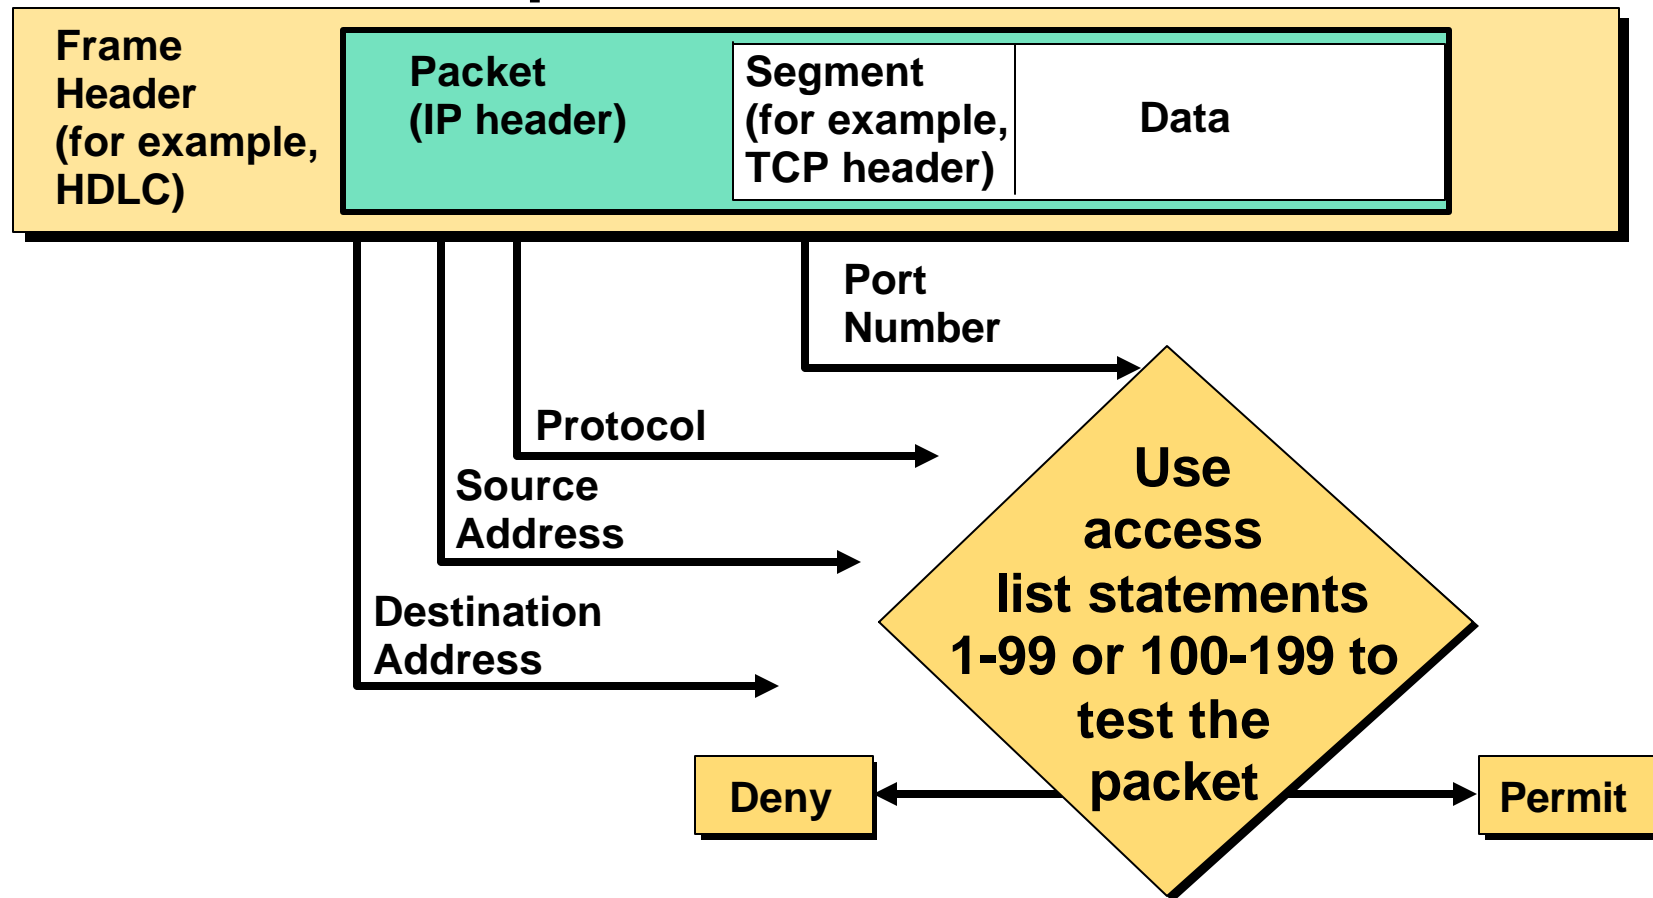 Frame
Header
(for example,
HDLC)
Packet
(IP header)
Segment
(for example,
TCP header)
Data
Port
Number
Protocol
Source
Address
Destination
Address
Use
access
list statements
1-99 or 100-199 to
test the
packet
Deny
Permit